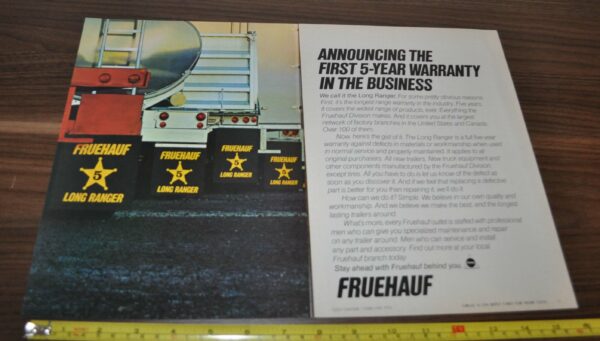 ANNOUNCING THE
FIRST 5-YEAR WARRANTY
IN THE BUSINESS
We call it the Long Ranger. For some pretty obvious reasons.
First, it's the longest range warranty in the industry. Five years.
It covers the widest range of products, ever. Everything the
Fruehauf Division makes. And it covers you at the largest
network of factory branches in the United States and Canada.
Over 100 of them.
Now, here's the gist of it. The Long Ranger is a full five year
warranty against defects in materials or workmanship when used
in normal service and properly maintained. It applies to all
original purchasers. All new trailers. New truck equipment and
other components manufactured by the Fruehauf Division,
except tires. All you have to do is let us know of the defect as
soon as you discover it. And if we feel that replacing a defective
part is better for you than repairing it, we'll do it.
How can we do it? Simple. We believe in our own quality and
workmanship. And we believe we make the best, and the longest
lasting trailers around.
What's more, every Fruehauf outlet is staffed with professional
men who can give you specialized maintenance and repair
on any trailer around. Men who can service and install
any part and accessory. Find out more at your local
Fruehauf branch today.
Stay ahead with Fruehauf behind you.
FRUEHAUF
FRUEHAUF
5
LONG RANGER
FRUEHAUF
5
LONG RANGER
FRUEHAUF
5
LONG RANGER
FRUEHAUF
5
LONG RANGER